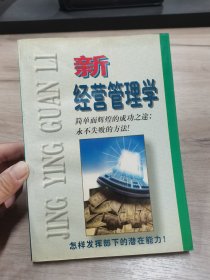 新
经营管理学
JING YING GUAN LI
简单而辉煌的成功之途;
永不失败的方法!
怎样发挥部下的潜在能力!